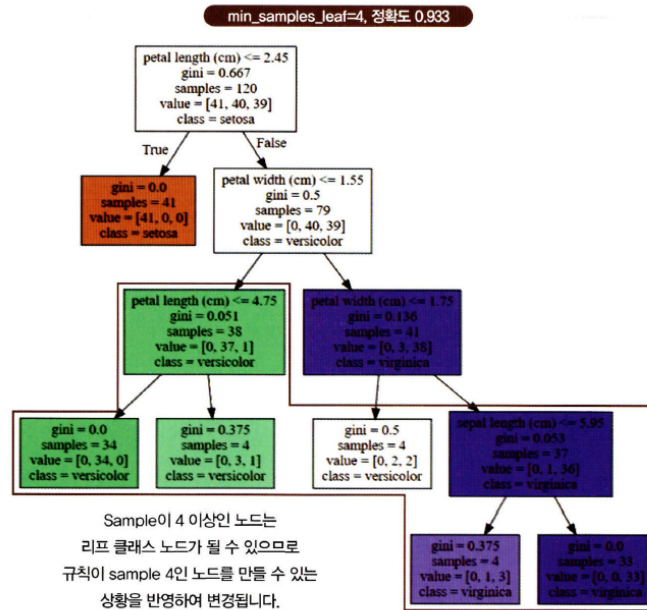 min_samples_leaf=4, 정확도 0.933
petal length (cm) <= 2.45
gini = 0.667
samples = 120
value = [41, 40, 39]
class = setosa
True
False
gini = 0.0
samples = 41
value = [41, 0, 0]
class = setosa
petal width (cm) <= 1.55
gini = 0.5
samples = 79
value = [0, 40, 39]
class = versicolor
petal length (cm) <= 4.75
gini = 0.051
samples = 38
value = [0, 37, 1]
class = versicolor
petal width (cm) <= 1.75
gini = 0.136
samples = 41
value = [0, 3, 38]
class = virginica
gini = 0.0
samples = 34
value = [0, 34, 0]
class = versicolor
gini = 0.375
samples = 4
value = [0, 3, 1]
class = versicolor
gini = 0.5
samples = 4
value = [0, 2, 2]
class = versicolor
sepal length (cm) <= 5.95
gini = 0.053
samples = 37
value = [0, 1, 36]
class = virginica
gini = 0.375
samples = 4
value = [0, 1, 3]
class = virginica
gini = 0.0
samples = 33
value = [0, 0, 33]
class = virginica
Sample이 4 이상인 노드는
리프 클래스 노드가 될 수 있으므로
규칙이 sample 4인 노드를 만들 수 있는
상황을 반영하여 변경됩니다.